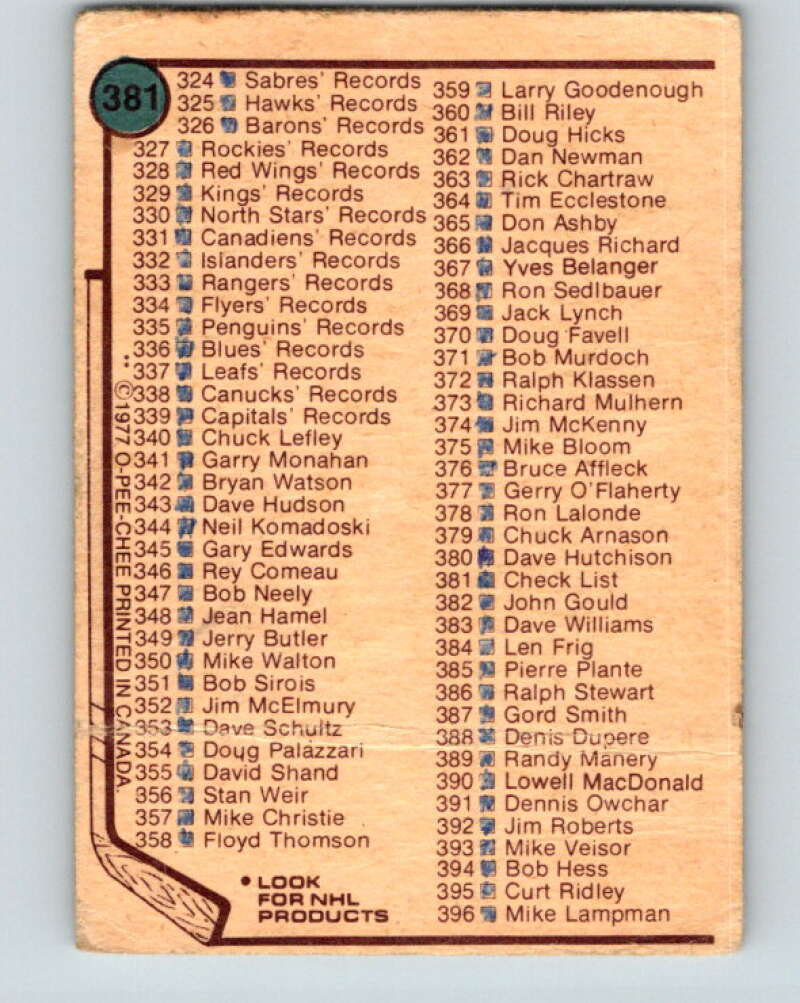 381
324 Sabres' Records
325 Hawks' Records
326 Barons' Records
327 Rockies' Records
328 Red Wings' Records
329 Kings' Records
330 North Stars' Records
331 Canadiens' Records
332 Islanders' Records
333 Rangers' Records
334 Flyers' Records
335 Penguins' Records
336 Blues' Records
337 Leafs' Records
338 Canucks' Records
339 Capitals' Records
340 Chuck Lefley
341 Garry Monahan
342 Bryan Watson
343 Dave Hudson
344 Neil Komadoski
345 Gary Edwards
346 Rey Comeau
347 Bob Neely
348 Jean Hamel
349 Jerry Butler
350 Mike Walton
351 Bob Sirois
352 Jim McElmury
353 Dave Schultz
354 Doug Palazzari
355 David Shand
356 Stan Weir
357 Mike Christie
358 Floyd Thomson
359 Larry Goodenough
360 Bill Riley
361 Doug Hicks
362 Dan Newman
363 Rick Chartraw
364 Tim Ecclestone
365 Don Ashby
366 Jacques Richard
367 Yves Belanger
368 Ron Sedlbauer
369 Jack Lynch
370 Doug Favell
371 Bob Murdoch
372 Ralph Klassen
373 Richard Mulhern
374 Jim McKenny
375 Mike Bloom
376 Bruce Affleck
377 Gerry O'Flaherty
378 Ron Lalonde
379 Chuck Arnason
380 Dave Hutchison
381 Check List
382 John Gould
383 Dave Williams
384 Len Frig
385 Pierre Plante
386 Ralph Stewart
387 Gord Smith
388 Denis Dupere
389 Randy Manery
390 Lowell MacDonald
391 Dennis Owchar
392 Jim Roberts
393 Mike Veisor
394 Bob Hess
395 Curt Ridley
396 Mike Lampman
• LOOK
FOR NHL
PRODUCTS
** © 1977 O-PEE-CHEE PRINTED IN CANADA.